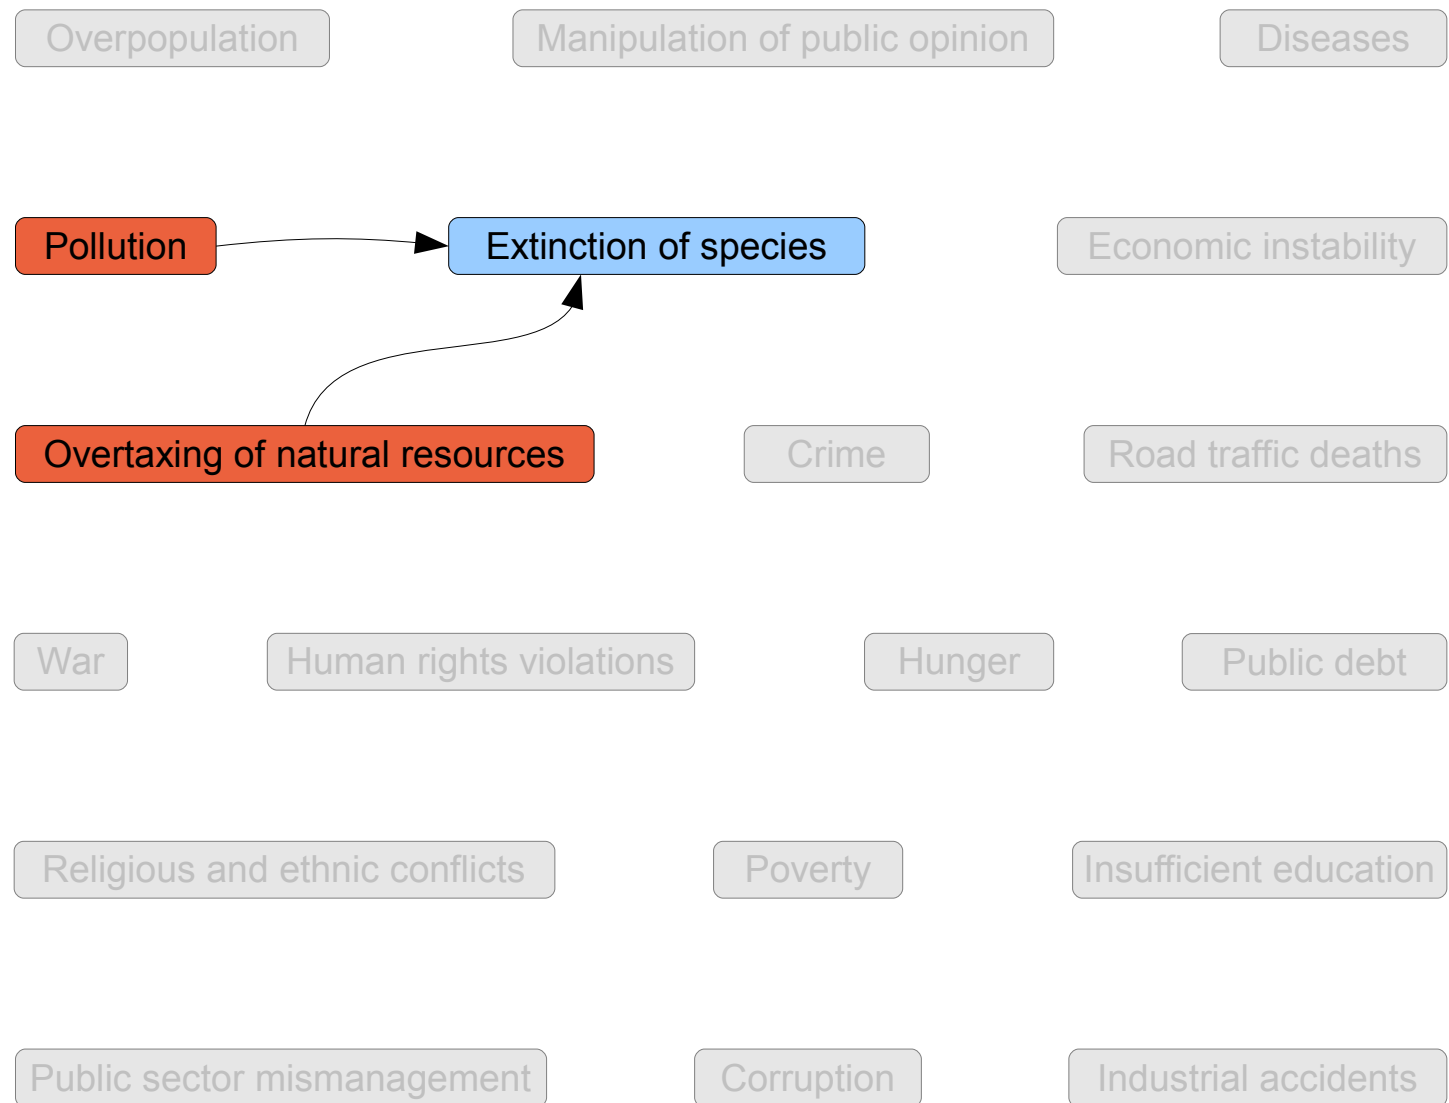 Overpopulation
Manipulation of public opinion
Diseases
Pollution
Extinction of species
Economic instability
Overtaxing of natural resources
Crime
Road traffic deaths
War
Human rights violations
Hunger
Public debt
Religious and ethnic conflicts
Poverty
Insufficient education
Public sector mismanagement
Corruption
Industrial accidents